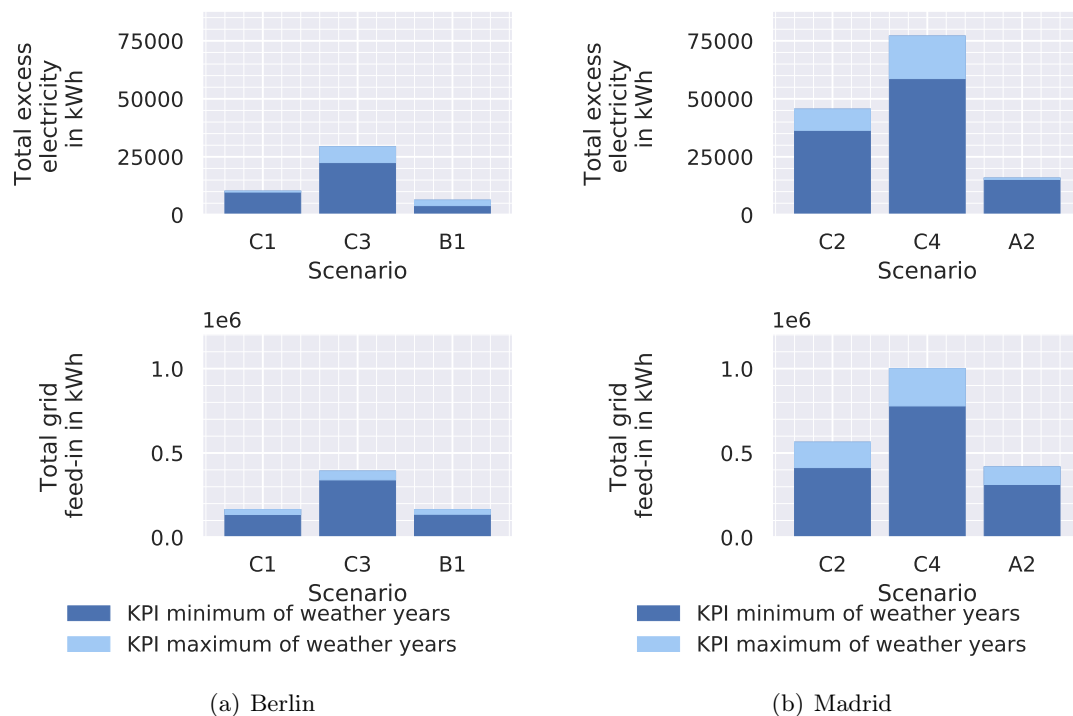 Total excess
electricity
in kWh
75000
50000
25000
0
C1 C3 B1
Scenario
1e6
Total grid
feed-in in kWh
1.0
0.5
0.0
C1 C3 B1
Scenario
KPI minimum of weather years
KPI maximum of weather years
(a) Berlin
Total excess
electricity
in kWh
75000
50000
25000
0
C2 C4 A2
Scenario
1e6
Total grid
feed-in in kWh
1.0
0.5
0.0
C2 C4 A2
Scenario
KPI minimum of weather years
KPI maximum of weather years
(b) Madrid